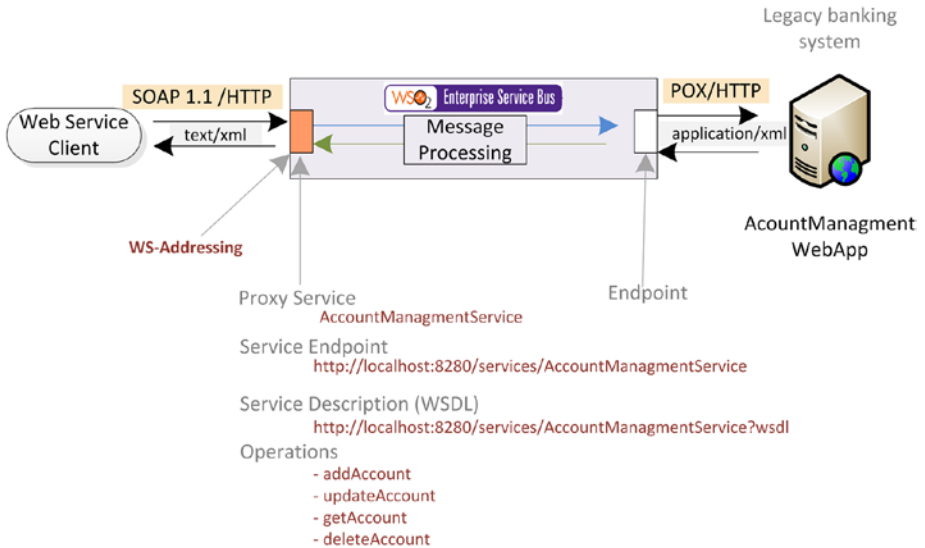 Legacy banking
system
SOAP 1.1 /HTTP
WSO2 Enterprise Service Bus
POX/HTTP
Web Service
Client
text/xml
Message
Processing
application/xml
WS-Addressing
AcountManagment
WebApp
Proxy Service
Endpoint
AccountManagmentService
Service Endpoint
http://localhost:8280/services/AccountManagmentService
Service Description (WSDL)
http://localhost:8280/services/AccountManagmentService?wsdl
Operations
- addAccount
- updateAccount
- getAccount
- deleteAccount